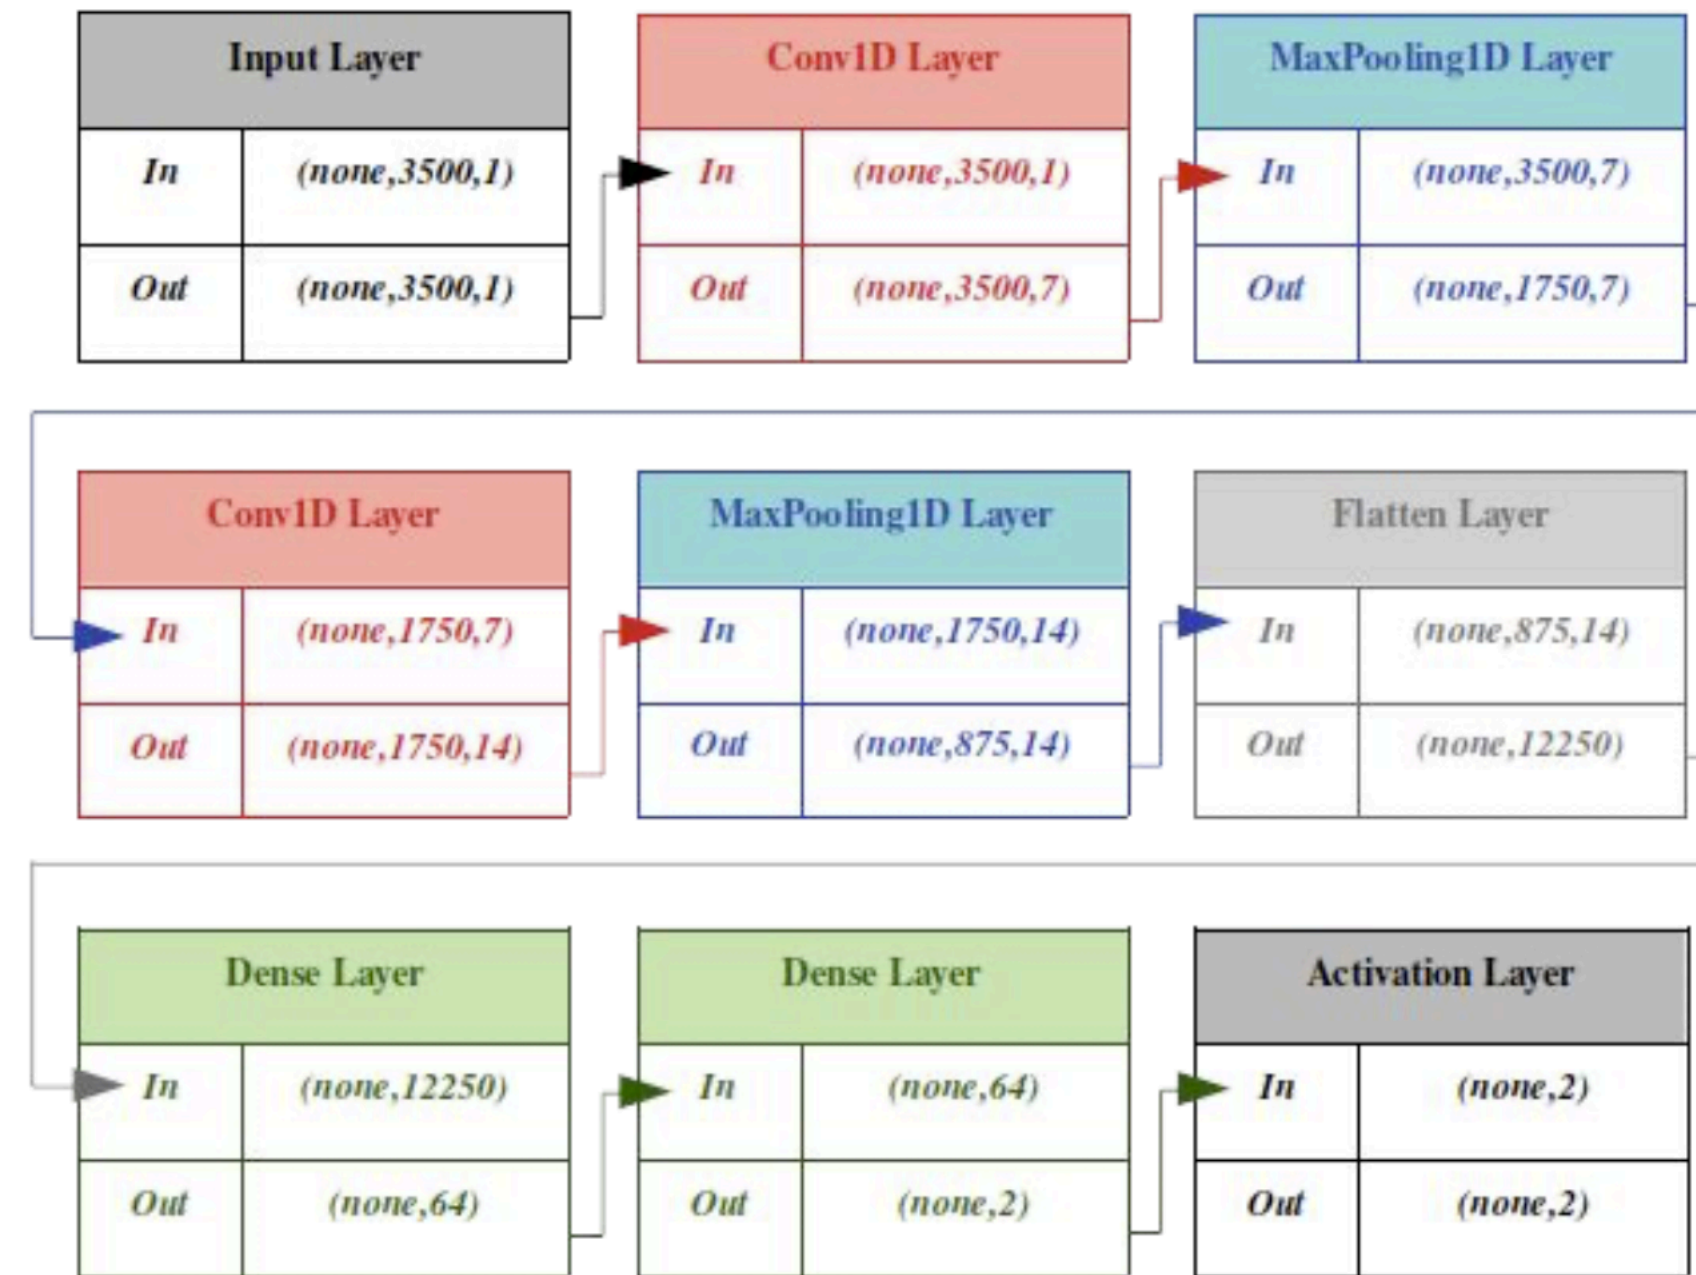 Input Layer
In (none,3500,1)
Out (none,3500,1)
Conv1D Layer
In (none,3500,1)
Out (none,3500,7)
MaxPooling1D Layer
In (none,3500,7)
Out (none,1750,7)
Conv1D Layer
In (none,1750,7)
Out (none,1750,14)
MaxPooling1D Layer
In (none,1750,14)
Out (none,875,14)
Flatten Layer
In (none,875,14)
Out (none,12250)
Dense Layer
In (none,12250)
Out (none,64)
Dense Layer
In (none,64)
Out (none,2)
Activation Layer
In (none,2)
Out (none,2)